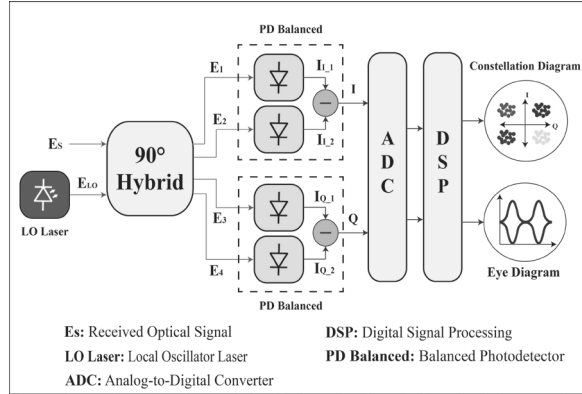 PD Balanced
E1
I1_1
E2
I1_2
I
Es
90°
Hybrid
ELO
LO Laser
E3
IQ_1
E4
IQ_2
Q
PD Balanced
ADC
DSP
Constellation Diagram
I
Q
Eye Diagram
Es: Received Optical Signal
LO Laser: Local Oscillator Laser
ADC: Analog-to-Digital Converter
DSP: Digital Signal Processing
PD Balanced: Balanced Photodetector